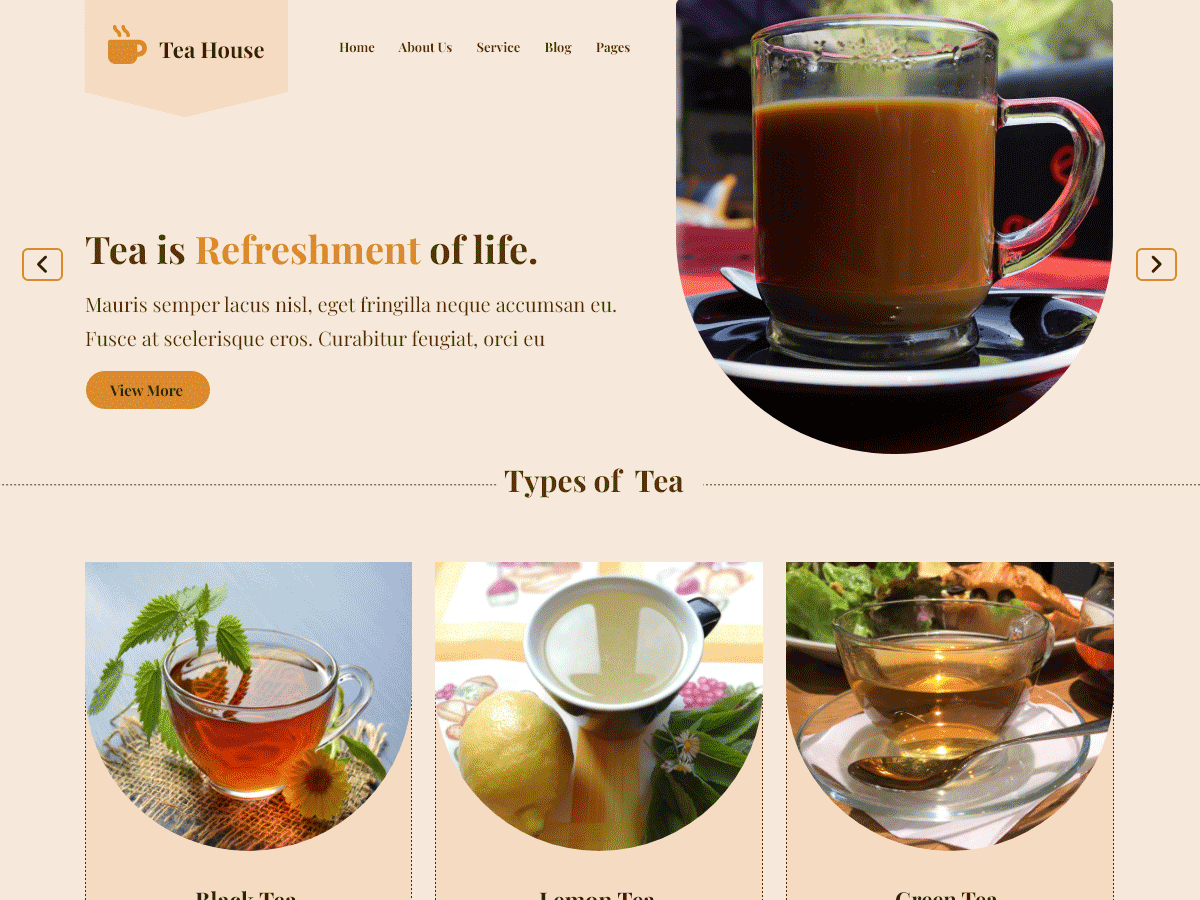 Tea House
Home About Us Service Blog Pages
Tea is Refreshment of life.
Mauris semper lacus nisl, eget fringilla neque accumsan eu.
Fusce at scelerisque eros. Curabitur feugiat, orci eu
View More
Types of Tea
Black Tea
Lemon Tea
Green Tea